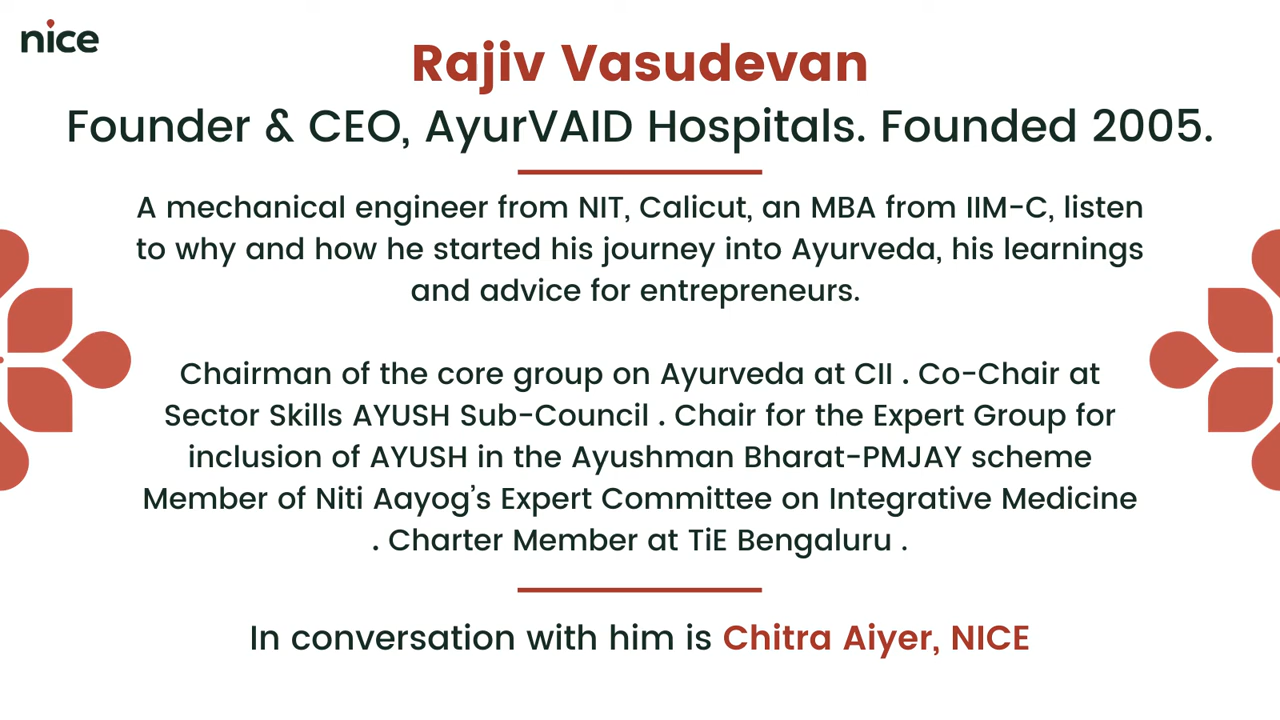 nice
Rajiv Vasudevan
Founder & CEO, AyurVAID Hospitals. Founded 2005.
A mechanical engineer from NIT, Calicut, an MBA from IIM-C, listen
to why and how he started his journey into Ayurveda, his learnings
and advice for entrepreneurs.
Chairman of the core group on Ayurveda at CII . Co-Chair at
Sector Skills AYUSH Sub-Council . Chair for the Expert Group for
inclusion of AYUSH in the Ayushman Bharat-PMJAY scheme
Member of Niti Aayog's Expert Committee on Integrative Medicine
. Charter Member at TiE Bengaluru .
In conversation with him is Chitra Aiyer, NICE